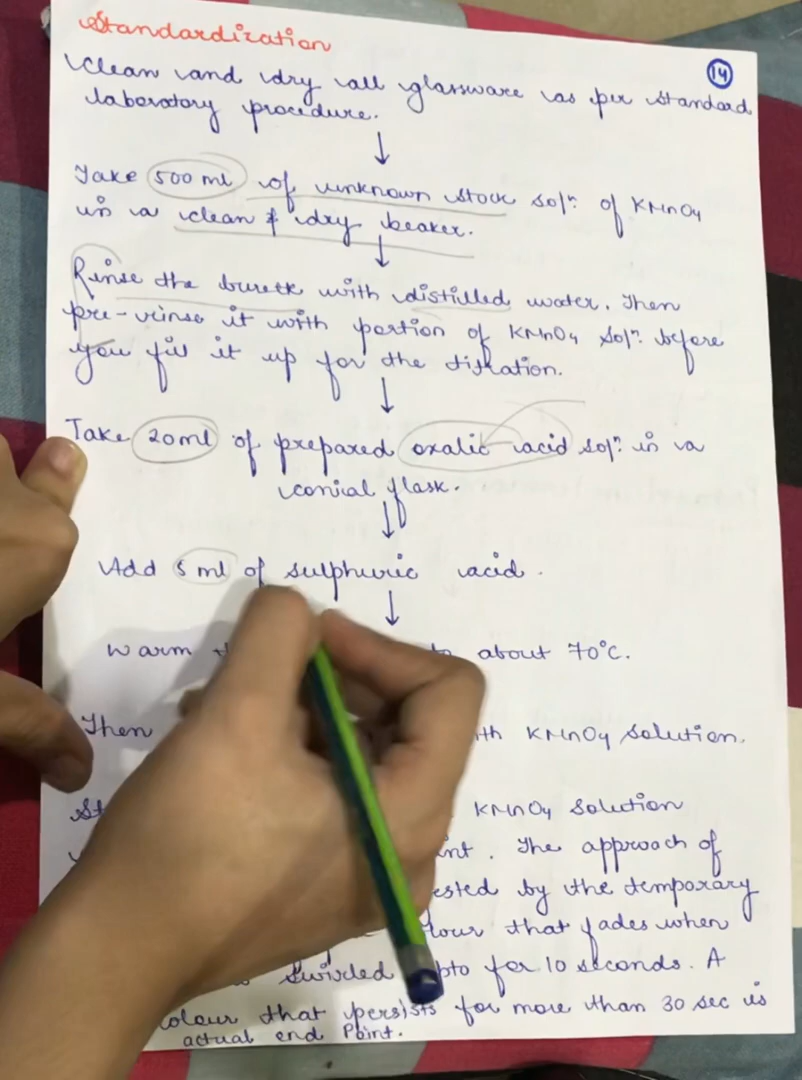 Standardization
14
Clean and dry all glassware as per standard
laboratory procedure.
Take 500 ml of unknown stock solⁿ of KMnO4
in a clean & dry beaker.
Rinse the burette with distilled water. Then
pre-rinse it with portion of KMnO4 solⁿ before
you fill it up for the titration.
Take 20ml of prepared oxalic acid solⁿ in a
conial flask.
Add 5 ml of sulphuric acid.
Warm about 70°C.
Then KMnO4 solution.
KMnO4 solution
The approach of
by the temporary
that fades when
swirled for 10 seconds. A
colour that persists for more than 30 sec is
actual end Point.